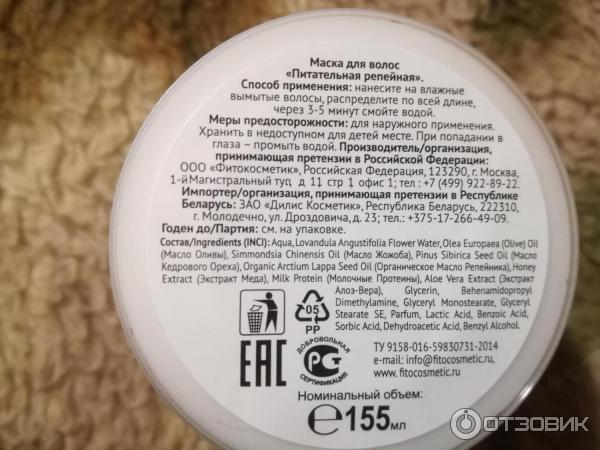 Маска для волос
«Питательная репейная».
Способ применения: нанесите на влажные
вымытые волосы, распределите по всей длине,
через 3-5 минут смойте водой.
Меры предосторожности: для наружного применения.
Хранить в недоступном для детей месте. При попадании в
глаза – промыть водой. Производитель/организация,
принимающая претензии в Российской Федерации:
ООО «Фитокосметик», Российская Федерация, 123290, г. Москва,
1-й Магистральный туц, д 11 стр 1 офис 1; тел : +7 (499) 922-89-22.
Импортер/организация, принимающая претензии в Республике
Беларусь: ЗАО «Дилис Косметик», Республика Беларусь, 222310,
г. Молодечно, ул. Дроздовича, д. 23; тел.: +375-17-266-49-09.
Годен до/Партия: см. на упаковке.
Состав/Ingredients (INCI): Aqua, Lovandula Angustifolia Flower Water, Olea Europaea (Olive) Oil
(Масло Оливы), Simmondsia Chinensis Oil (Масло Жожоба), Pinus Sibirica Seed Oil (Масло
Кедрового Ореха), Organic Arctium Lappa Seed Oil (Органическое Масло Репейника), Honey
Extract (Экстракт Меда), Milk Protein (Молочные Протеины), Aloe Vera Extract (Экстракт
Алоэ-Вера), Glycerin, Behenamidopropyl
Dimethylamine, Glyceryl Monostearate, Glyceryl
Stearate SE, Parfum, Lactic Acid, Benzoic Acid,
Sorbic Acid, Dehydroacetic Acid, Benzyl Alcohol.
05
PP
ЕАС
ДОБРОВОЛЬНАЯ
РСТ
СЕРТИФИКАЦИЯ
ТУ 9158-016-59830731-2014
e-mail: info@fitocosmetic.ru,
www.fitocosmetic.ru
Номинальный объем:
℮155мл
ОТЗОВИК